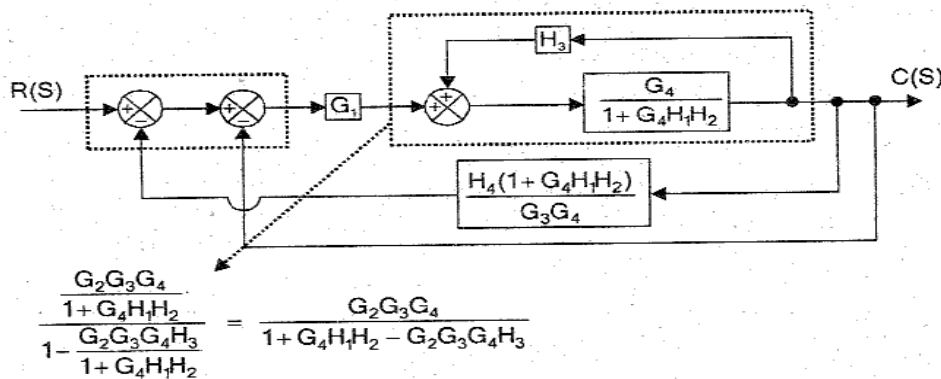 H₃
R(S)
C(S)
+
+
+
+
G₁
−
−
G₄
1 + G₄H₁H₂
H₄(1 + G₄H₁H₂)
G₃G₄
G₂G₃G₄
1 + G₄H₁H₂
1 − G₂G₃G₄H₃
1 + G₄H₁H₂
=
G₂G₃G₄
1 + G₄H₁H₂ − G₂G₃G₄H₃